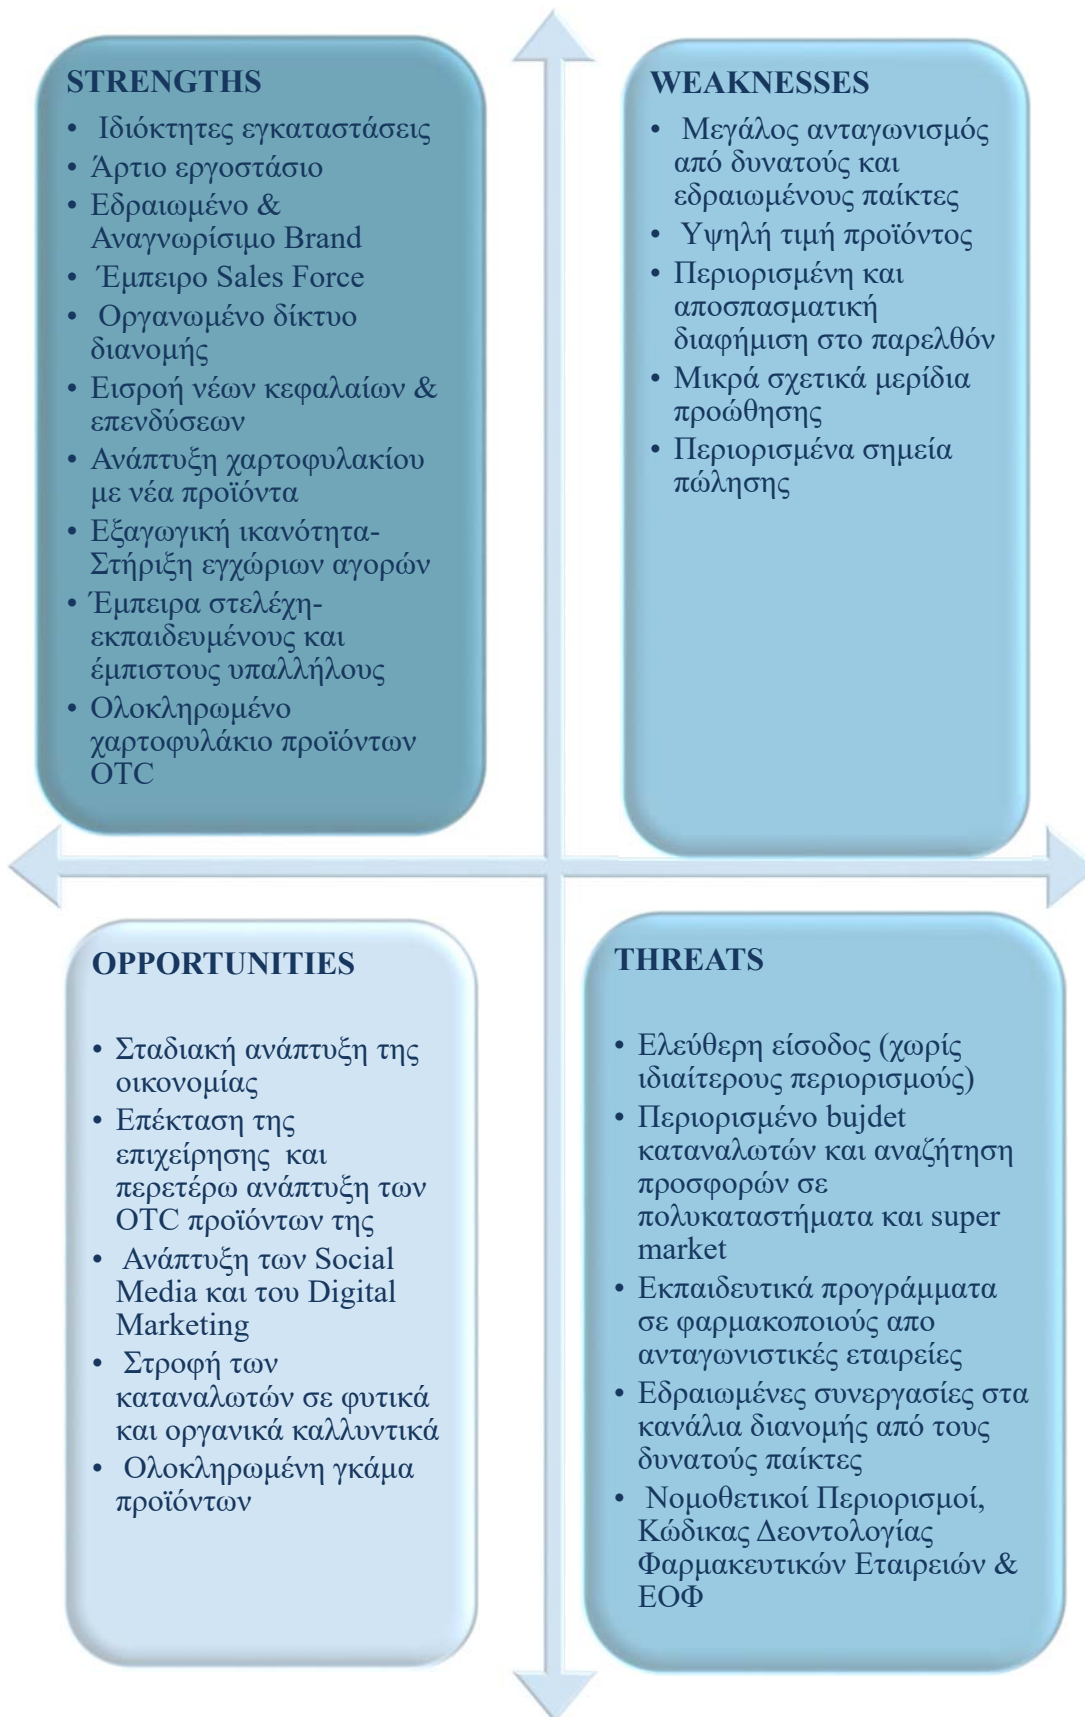 STRENGTHS
• Ιδιόκτητες εγκαταστάσεις
• Άρτιο εργοστάσιο
• Εδραιωμένο &
Αναγνωρίσιμο Brand
• Έμπειρο Sales Force
• Οργανωμένο δίκτυο
διανομής
• Εισροή νέων κεφαλαίων &
επενδύσεων
• Ανάπτυξη χαρτοφυλακίου
με νέα προϊόντα
• Εξαγωγική ικανότητα-
Στήριξη εγχώριων αγορών
• Έμπειρα στελέχη-
εκπαιδευμένους και
έμπιστους υπαλλήλους
• Ολοκληρωμένο
χαρτοφυλάκιο προϊόντων
OTC
WEAKNESSES
• Μεγάλος ανταγωνισμός
από δυνατούς και
εδραιωμένους παίκτες
• Υψηλή τιμή προϊόντος
• Περιορισμένη και
αποσπασματική
διαφήμιση στο παρελθόν
• Μικρά σχετικά μερίδια
προώθησης
• Περιορισμένα σημεία
πώλησης
OPPORTUNITIES
• Σταδιακή ανάπτυξη της
οικονομίας
• Επέκταση της
επιχείρησης και
περετέρω ανάπτυξη των
OTC προϊόντων της
• Ανάπτυξη των Social
Media και του Digital
Marketing
• Στροφή των
καταναλωτών σε φυτικά
και οργανικά καλλυντικά
• Ολοκληρωμένη γκάμα
προϊόντων
THREATS
• Ελεύθερη είσοδος (χωρίς
ιδιαίτερους περιορισμούς)
• Περιορισμένο bujdet
καταναλωτών και αναζήτηση
προσφορών σε
πολυκαταστήματα και super
market
• Εκπαιδευτικά προγράμματα
σε φαρμακοποιούς απο
ανταγωνιστικές εταιρείες
• Εδραιωμένες συνεργασίες στα
κανάλια διανομής από τους
δυνατούς παίκτες
• Νομοθετικοί Περιορισμοί,
Κώδικας Δεοντολογίας
Φαρμακευτικών Εταιρειών &
ΕΟΦ